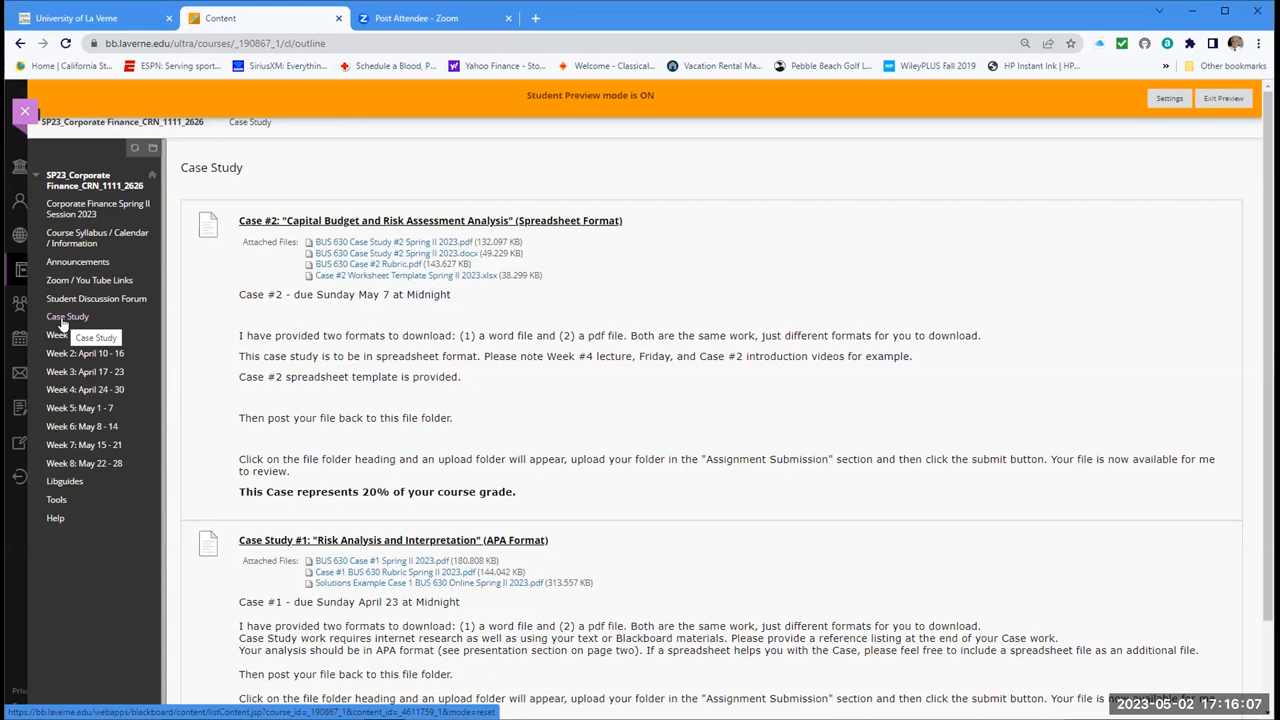 University of La Verne
Content
Post Attendee - Zoom
bb.laverne.edu/ultra/courses/_190867_1/cl/outline
Home | California St...
ESPN: Serving sport...
SiriusXM: Everythin...
Schedule a Blood, P...
Yahoo Finance - Sto...
Welcome - Classical...
Vacation Rental Ma...
Pebble Beach Golf L...
WileyPLUS Fall 2019
HP Instant Ink | HP...
Other bookmarks
Student Preview mode is ON
Settings
Exit Preview
SP23_Corporate Finance_CRN_1111_2626
Case Study
SP23_Corporate
Finance_CRN_1111_2626
Corporate Finance Spring II
Session 2023
Course Syllabus / Calendar
/ Information
Announcements
Zoom / You Tube Links
Student Discussion Forum
Case Study
Week
Case Study
Week 2: April 10 - 16
Week 3: April 17 - 23
Week 4: April 24 - 30
Week 5: May 1 - 7
Week 6: May 8 - 14
Week 7: May 15 - 21
Week 8: May 22 - 28
Libguides
Tools
Help
Case Study
Case #2: "Capital Budget and Risk Assessment Analysis" (Spreadsheet Format)
Attached Files: BUS 630 Case Study #2 Spring II 2023.pdf (132.097 KB)
BUS 630 Case Study #2 Spring II 2023.docx (49.229 KB)
BUS 630 Case #2 Rubric.pdf (143.627 KB)
Case #2 Worksheet Template Spring II 2023.xlsx (38.299 KB)
Case #2 - due Sunday May 7 at Midnight
I have provided two formats to download: (1) a word file and (2) a pdf file. Both are the same work, just different formats for you to download.
This case study is to be in spreadsheet format. Please note Week #4 lecture, Friday, and Case #2 introduction videos for example.
Case #2 spreadsheet template is provided.
Then post your file back to this file folder.
Click on the file folder heading and an upload folder will appear, upload your folder in the "Assignment Submission" section and then click the submit button. Your file is now available for me
to review.
This Case represents 20% of your course grade.
Case Study #1: "Risk Analysis and Interpretation" (APA Format)
Attached Files: BUS 630 Case #1 Spring II 2023.pdf (180.808 KB)
Case #1 BUS 630 Rubric Spring II 2023.pdf (144.042 KB)
Solutions Example Case 1 BUS 630 Online Spring II 2023.pdf (313.557 KB)
Case #1 - due Sunday April 23 at Midnight
I have provided two formats to download: (1) a word file and (2) a pdf file. Both are the same work, just different formats for you to download.
Case Study work requires internet research as well as using your text or Blackboard materials. Please provide a reference listing at the end of your Case work.
Your analysis should be in APA format (see presentation section on page two). If a spreadsheet helps you with the Case, please feel free to include a spreadsheet file as an additional file.
Then post your file back to this file folder.
Click on the file folder heading and an upload folder will appear, upload your folder in the "Assignment Submission" section and then click the submit button. Your file is now available for me
Priv
https://bb.laverne.edu/webapps/blackboard/content/listContent.jsp?course_id=_190867_1&content_id=_4611759_1&mode=reset
2023-05-02 17:16:07